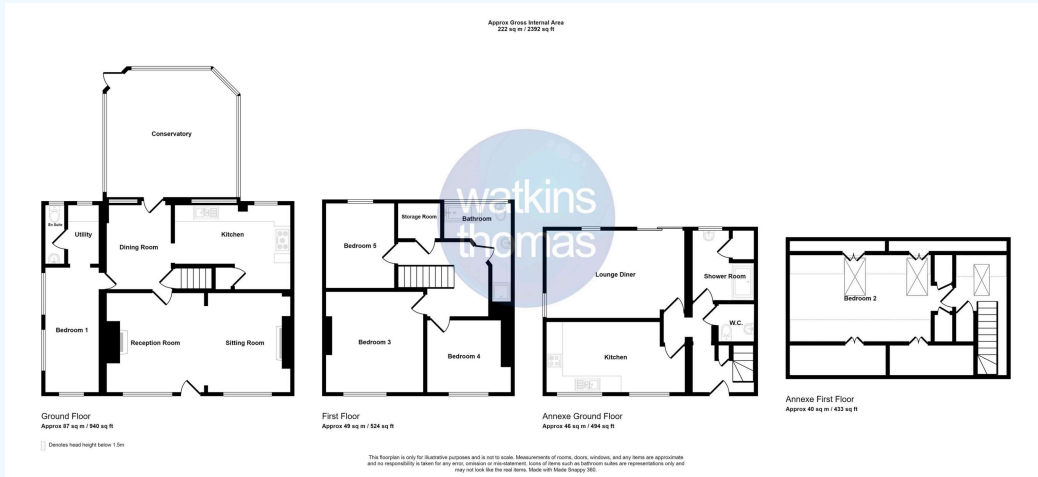 Approx Gross Internal Area
222 sq m / 2392 sq ft
watkins
thomas
Conservatory
En Suite
Utility
Dining Room
Kitchen
Bedroom 1
Reception Room
Sitting Room
Ground Floor
Approx 87 sq m / 940 sq ft
Denotes head height below 1.5m
Storage Room
Bathroom
Bedroom 5
Bedroom 3
Bedroom 4
First Floor
Approx 49 sq m / 524 sq ft
Lounge Diner
Shower Room
W.C.
Kitchen
Annexe Ground Floor
Approx 46 sq m / 494 sq ft
Bedroom 2
Annexe First Floor
Approx 40 sq m / 433 sq ft
This floorplan is only for illustrative purposes and is not to scale. Measurements of rooms, doors, windows, and any items are approximate
and no responsibility is taken for any error, omission or mis-statement. Icons of items such as bathroom suites are representations only and
may not look like the real items. Made with Made Snappy 360.